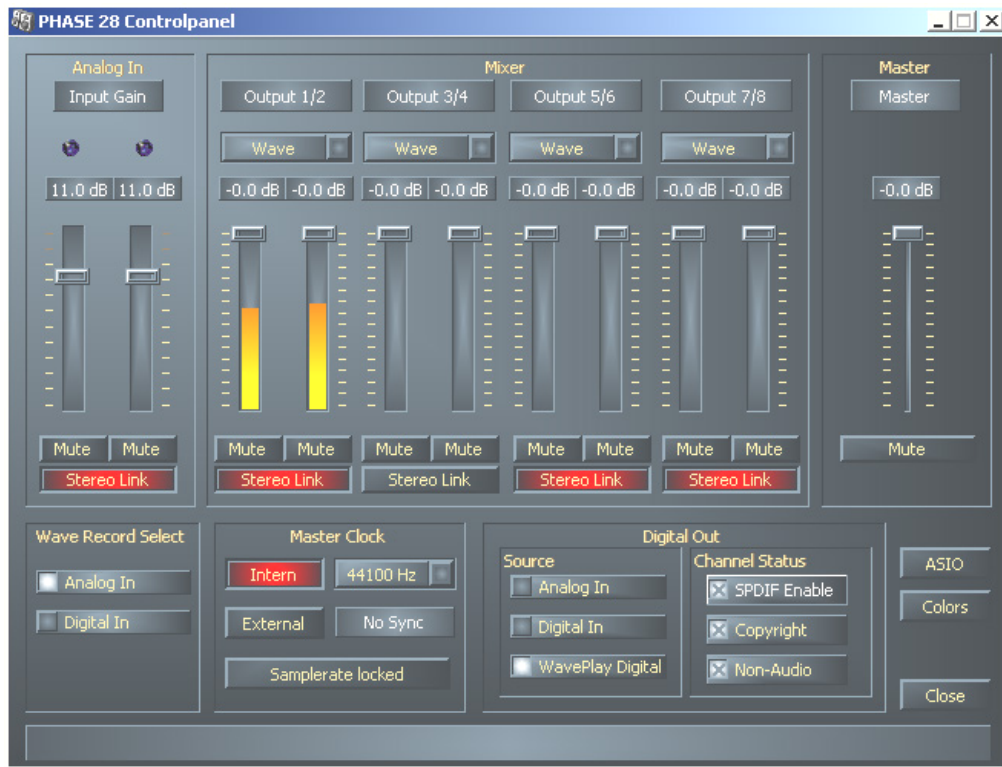 PHASE 28 Controlpanel
Analog In
Mixer
Master
Input Gain
Output 1/2
Output 3/4
Output 5/6
Output 7/8
Master
Wave
Wave
Wave
Wave
11.0 dB 11.0 dB
-0.0 dB -0.0 dB
-0.0 dB -0.0 dB
-0.0 dB -0.0 dB
-0.0 dB -0.0 dB
-0.0 dB
Mute Mute
Mute Mute
Mute Mute
Mute Mute
Mute Mute
Mute
Stereo Link
Stereo Link
Stereo Link
Stereo Link
Stereo Link
Wave Record Select
Analog In
Digital In
Master Clock
Intern
44100 Hz
External
No Sync
Samplerate locked
Digital Out
Source
Analog In
Digital In
WavePlay Digital
Channel Status
SPDIF Enable
Copyright
Non-Audio
ASIO
Colors
Close